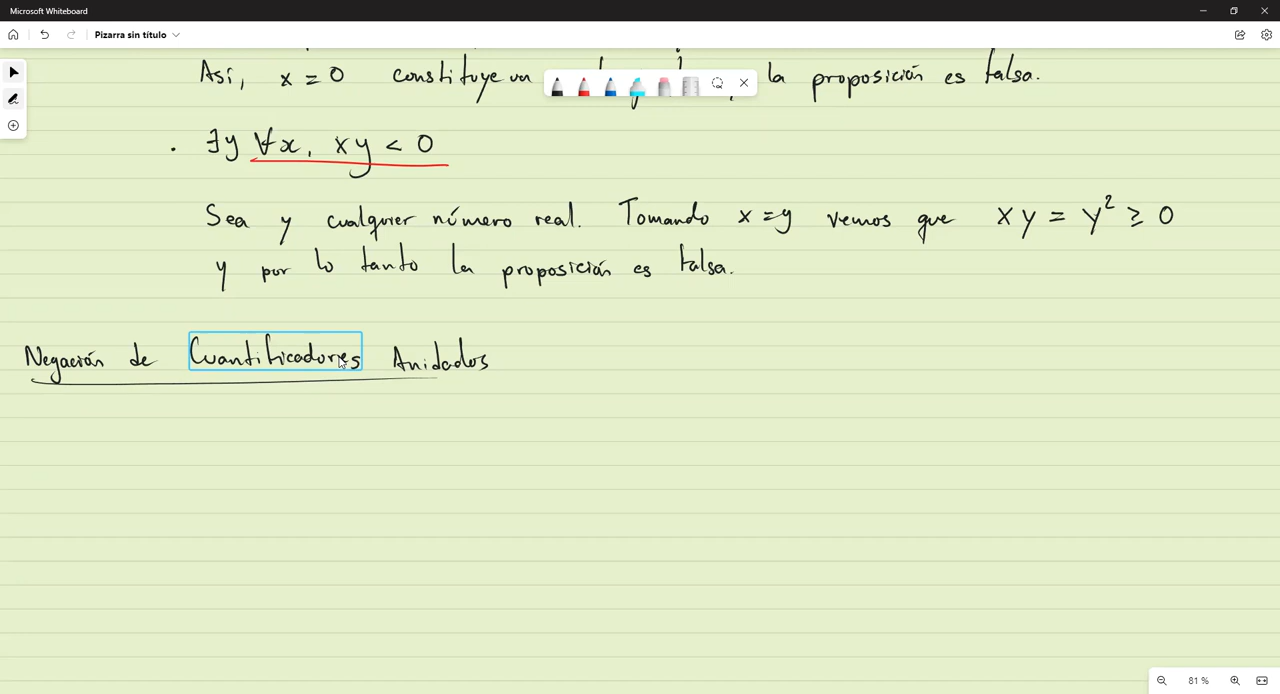 Microsoft Whiteboard
Pizarra sin título
Así, x = 0 constituye un la proposición es falsa.
. ∃y ∀x, xy < 0
Sea y cualquier número real. Tomando x = y vemos que xy = y² ≥ 0
y por lo tanto la proposición es falsa.
Negación de Cuantificadores Anidados
81 %